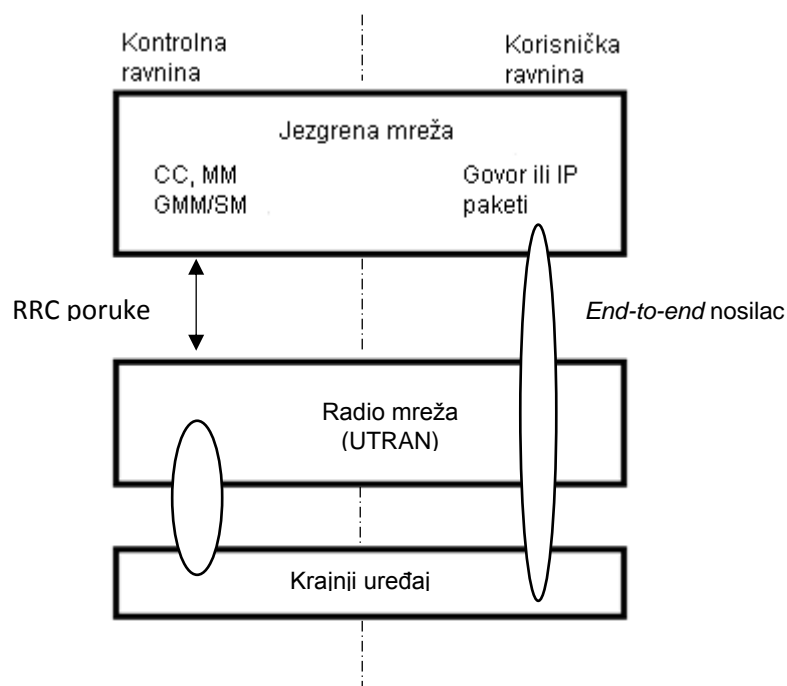 Kontrolna
ravnina
Korisnička
ravnina
Jezgrena mreža
CC, MM
GMM/SM
Govor ili IP
paketi
RRC poruke
End-to-end nosilac
Radio mreža
(UTRAN)
Krajnji uređaj